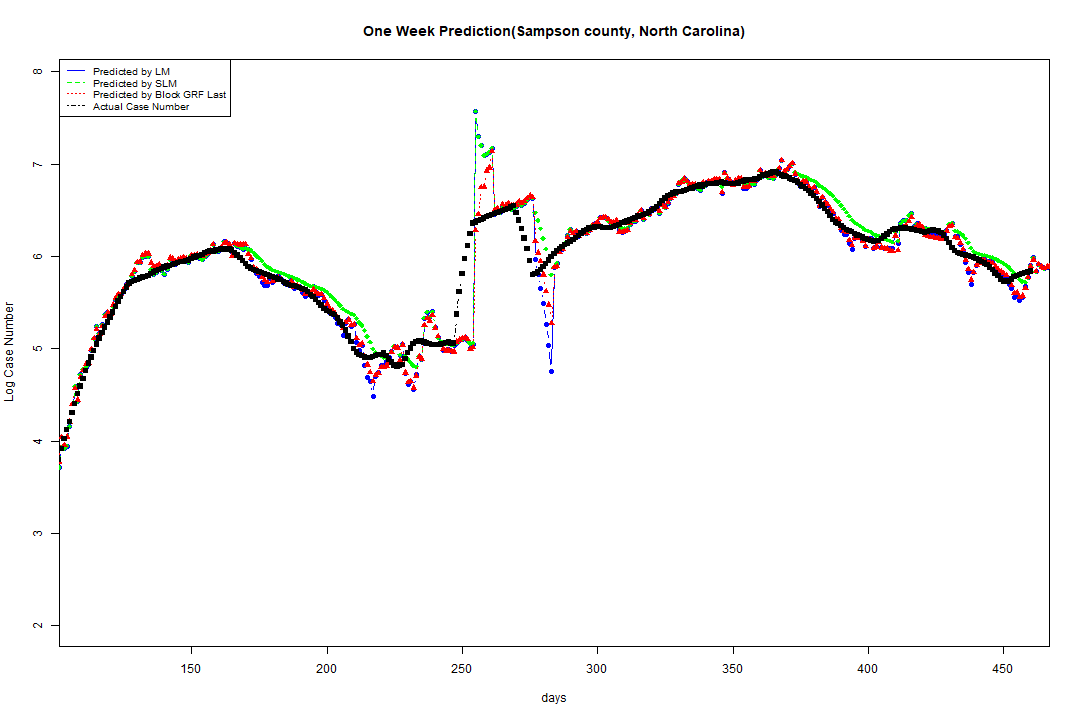 One Week Prediction(Sampson county, North Carolina)
Predicted by LM
Predicted by SLM
Predicted by Block GRF Last
Actual Case Number
8
7
6
5
4
3
2
Log Case Number
150 200 250 300 350 400 450
days